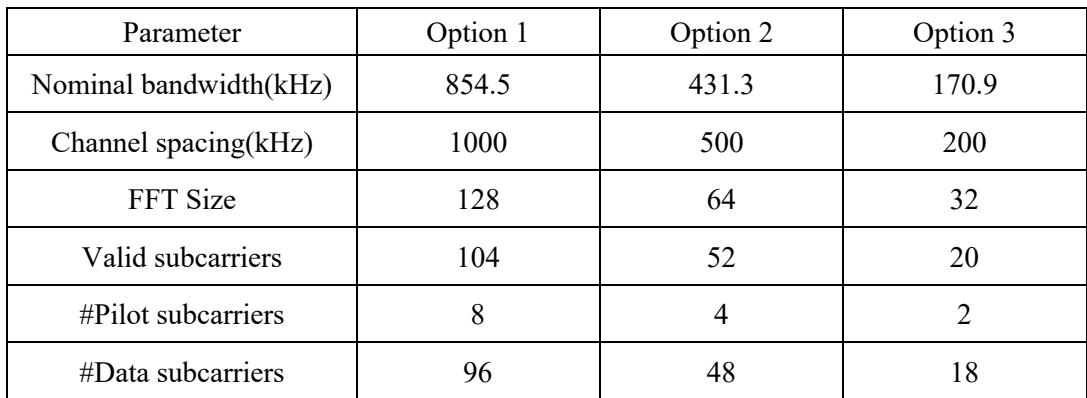 Parameter Option 1 Option 2 Option 3
Nominal bandwidth(kHz) 854.5 431.3 170.9
Channel spacing(kHz) 1000 500 200
FFT Size 128 64 32
Valid subcarriers 104 52 20
#Pilot subcarriers 8 4 2
#Data subcarriers 96 48 18